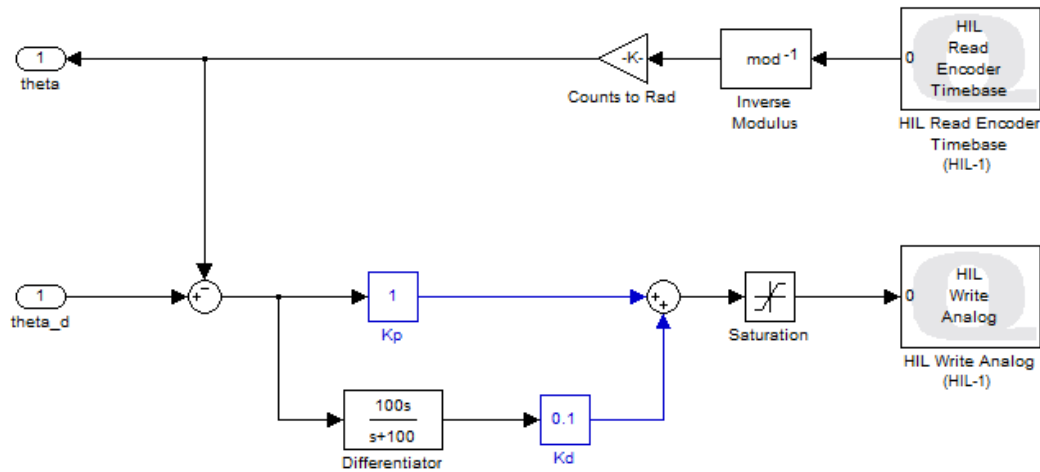 1
theta
-K-
Counts to Rad
mod -1
Inverse
Modulus
0
HIL
Read
Encoder
Timebase
HIL Read Encoder
Timebase
(HIL-1)
1
theta_d
+
−
1
Kp
+
+
Saturation
0
HIL
Write
Analog
HIL Write Analog
(HIL-1)
100s
s+100
Differentiator
0.1
Kd